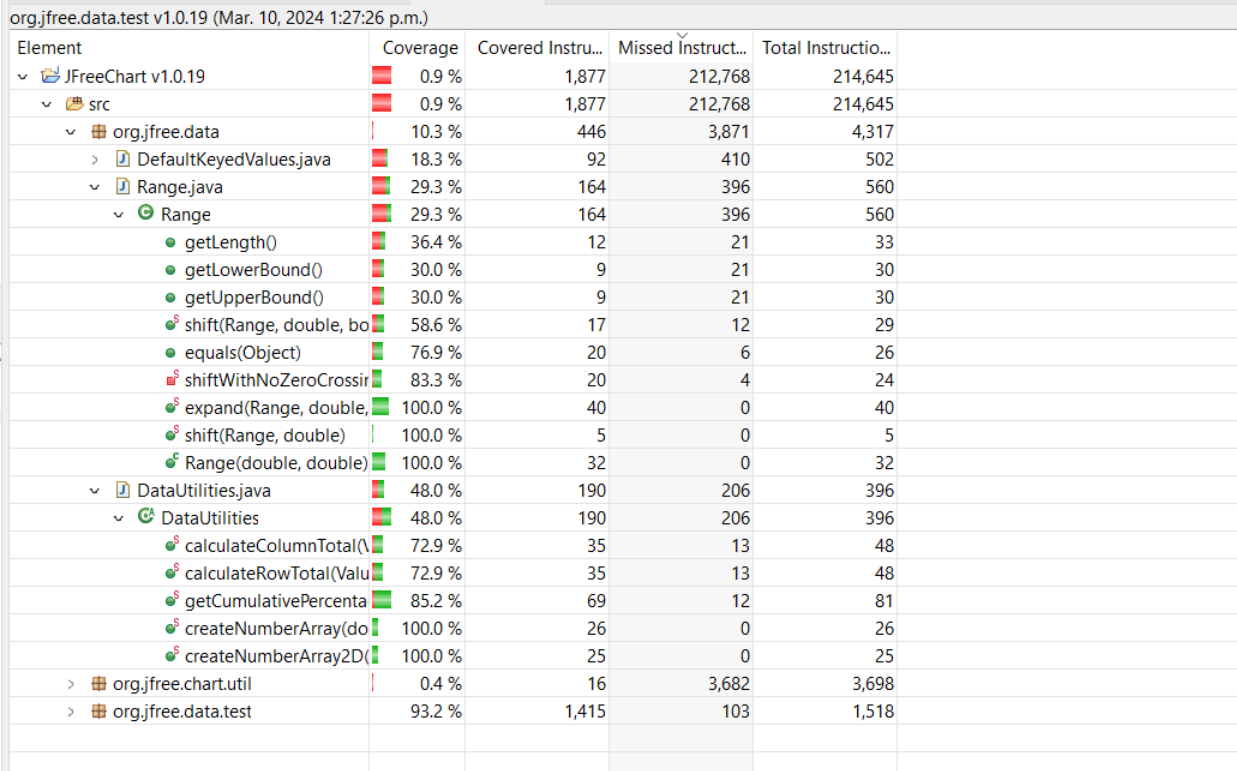 org.jfree.data.test v1.0.19 (Mar. 10, 2024 1:27:26 p.m.)
Element Coverage Covered Instru... Missed Instruct... Total Instructio...
JFreeChart v1.0.19 0.9 % 1,877 212,768 214,645
src 0.9 % 1,877 212,768 214,645
org.jfree.data 10.3 % 446 3,871 4,317
DefaultKeyedValues.java 18.3 % 92 410 502
Range.java 29.3 % 164 396 560
Range 29.3 % 164 396 560
getLength() 36.4 % 12 21 33
getLowerBound() 30.0 % 9 21 30
getUpperBound() 30.0 % 9 21 30
shift(Range, double, bo 58.6 % 17 12 29
equals(Object) 76.9 % 20 6 26
shiftWithNoZeroCrossin 83.3 % 20 4 24
expand(Range, double, 100.0 % 40 0 40
shift(Range, double) 100.0 % 5 0 5
Range(double, double) 100.0 % 32 0 32
DataUtilities.java 48.0 % 190 206 396
DataUtilities 48.0 % 190 206 396
calculateColumnTotal(V 72.9 % 35 13 48
calculateRowTotal(Valu 72.9 % 35 13 48
getCumulativePercenta 85.2 % 69 12 81
createNumberArray(do 100.0 % 26 0 26
createNumberArray2D( 100.0 % 25 0 25
org.jfree.chart.util 0.4 % 16 3,682 3,698
org.jfree.data.test 93.2 % 1,415 103 1,518